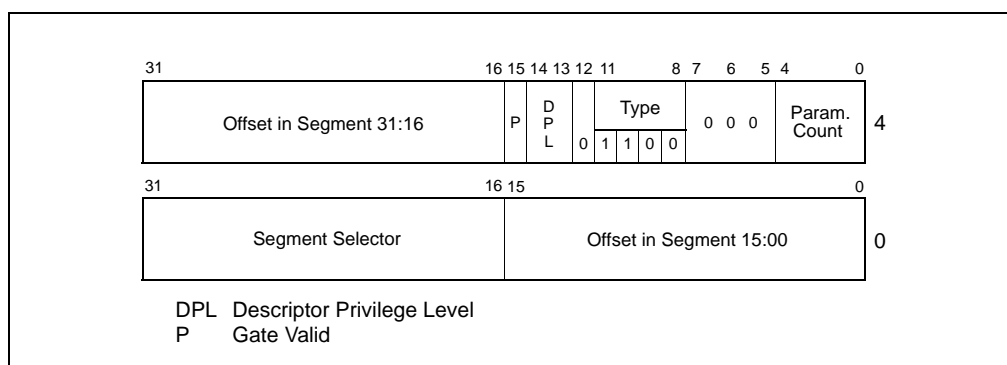 31 16 15 14 13 12 11 8 7 6 5 4 0
Offset in Segment 31:16 P D P L 0 Type 1 1 0 0 0 0 0 Param. Count 4
31 16 15 0
Segment Selector Offset in Segment 15:00 0
DPL Descriptor Privilege Level
P Gate Valid